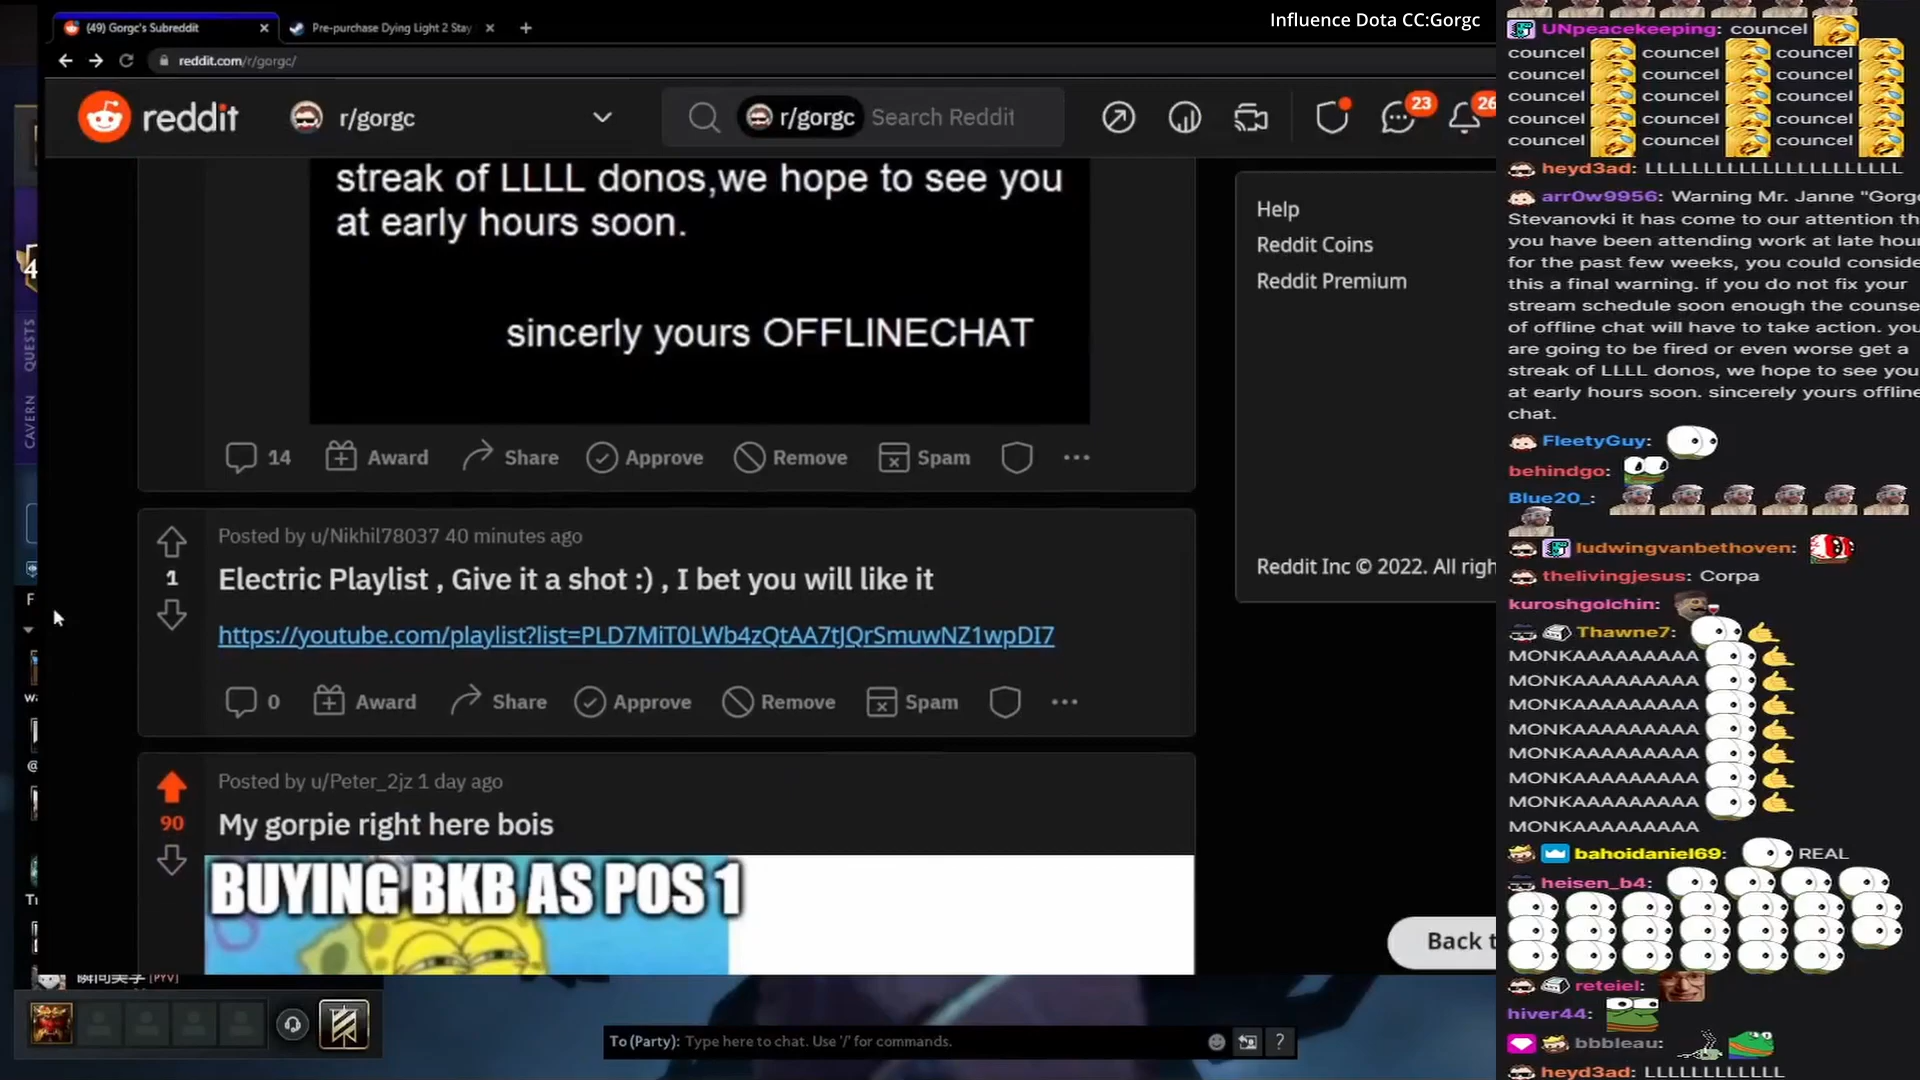 (49) Gorgc's Subreddit
Pre-purchase Dying Light 2 Stay
Influence Dota CC:Gorgc
reddit.com/r/gorgc/
reddit
r/gorgc
r/gorgc Search Reddit
23
26
streak of LLLL donos,we hope to see you
at early hours soon.
sincerly yours OFFLINECHAT
14 Award Share Approve Remove Spam
Posted by u/Nikhil78037 40 minutes ago
1
Electric Playlist , Give it a shot :) , I bet you will like it
https://youtube.com/playlist?list=PLD7MiT0LWb4zQtAA7tJQrSmuwNZ1wpDI7
0 Award Share Approve Remove Spam
Posted by u/Peter_2jz 1 day ago
90
My gorpie right here bois
BUYING BKB AS POS 1
Help
Reddit Coins
Reddit Premium
Reddit Inc © 2022. All righ
Back t
QUESTS
CAVERN
[PYV]
To (Party): Type here to chat. Use '/' for commands.
?
UNpeacekeeping: councel
councel councel councel
councel councel councel
councel councel councel
councel councel councel
councel councel councel
heyd3ad: LLLLLLLLLLLLLLLLLLLL
arr0w9956: Warning Mr. Janne "Gorgc
Stevanovki it has come to our attention th
you have been attending work at late hour
for the past few weeks, you could conside
this a final warning. if you do not fix your
stream schedule soon enough the counse
of offline chat will have to take action. you
are going to be fired or even worse get a
streak of LLLL donos, we hope to see you
at early hours soon. sincerely yours offline
chat.
FleetyGuy:
behindgo:
Blue20_:
ludwingvanbethoven:
thelivingjesus: Corpa
kuroshgolchin:
Thawne7:
MONKAAAAAAAAA
MONKAAAAAAAAA
MONKAAAAAAAAA
MONKAAAAAAAAA
MONKAAAAAAAAA
MONKAAAAAAAAA
MONKAAAAAAAAA
MONKAAAAAAAAA
bahoidaniel69: REAL
heisen_b4:
reteiel:
hiver44:
bbbleau:
heyd3ad: LLLLLLLLLLLL